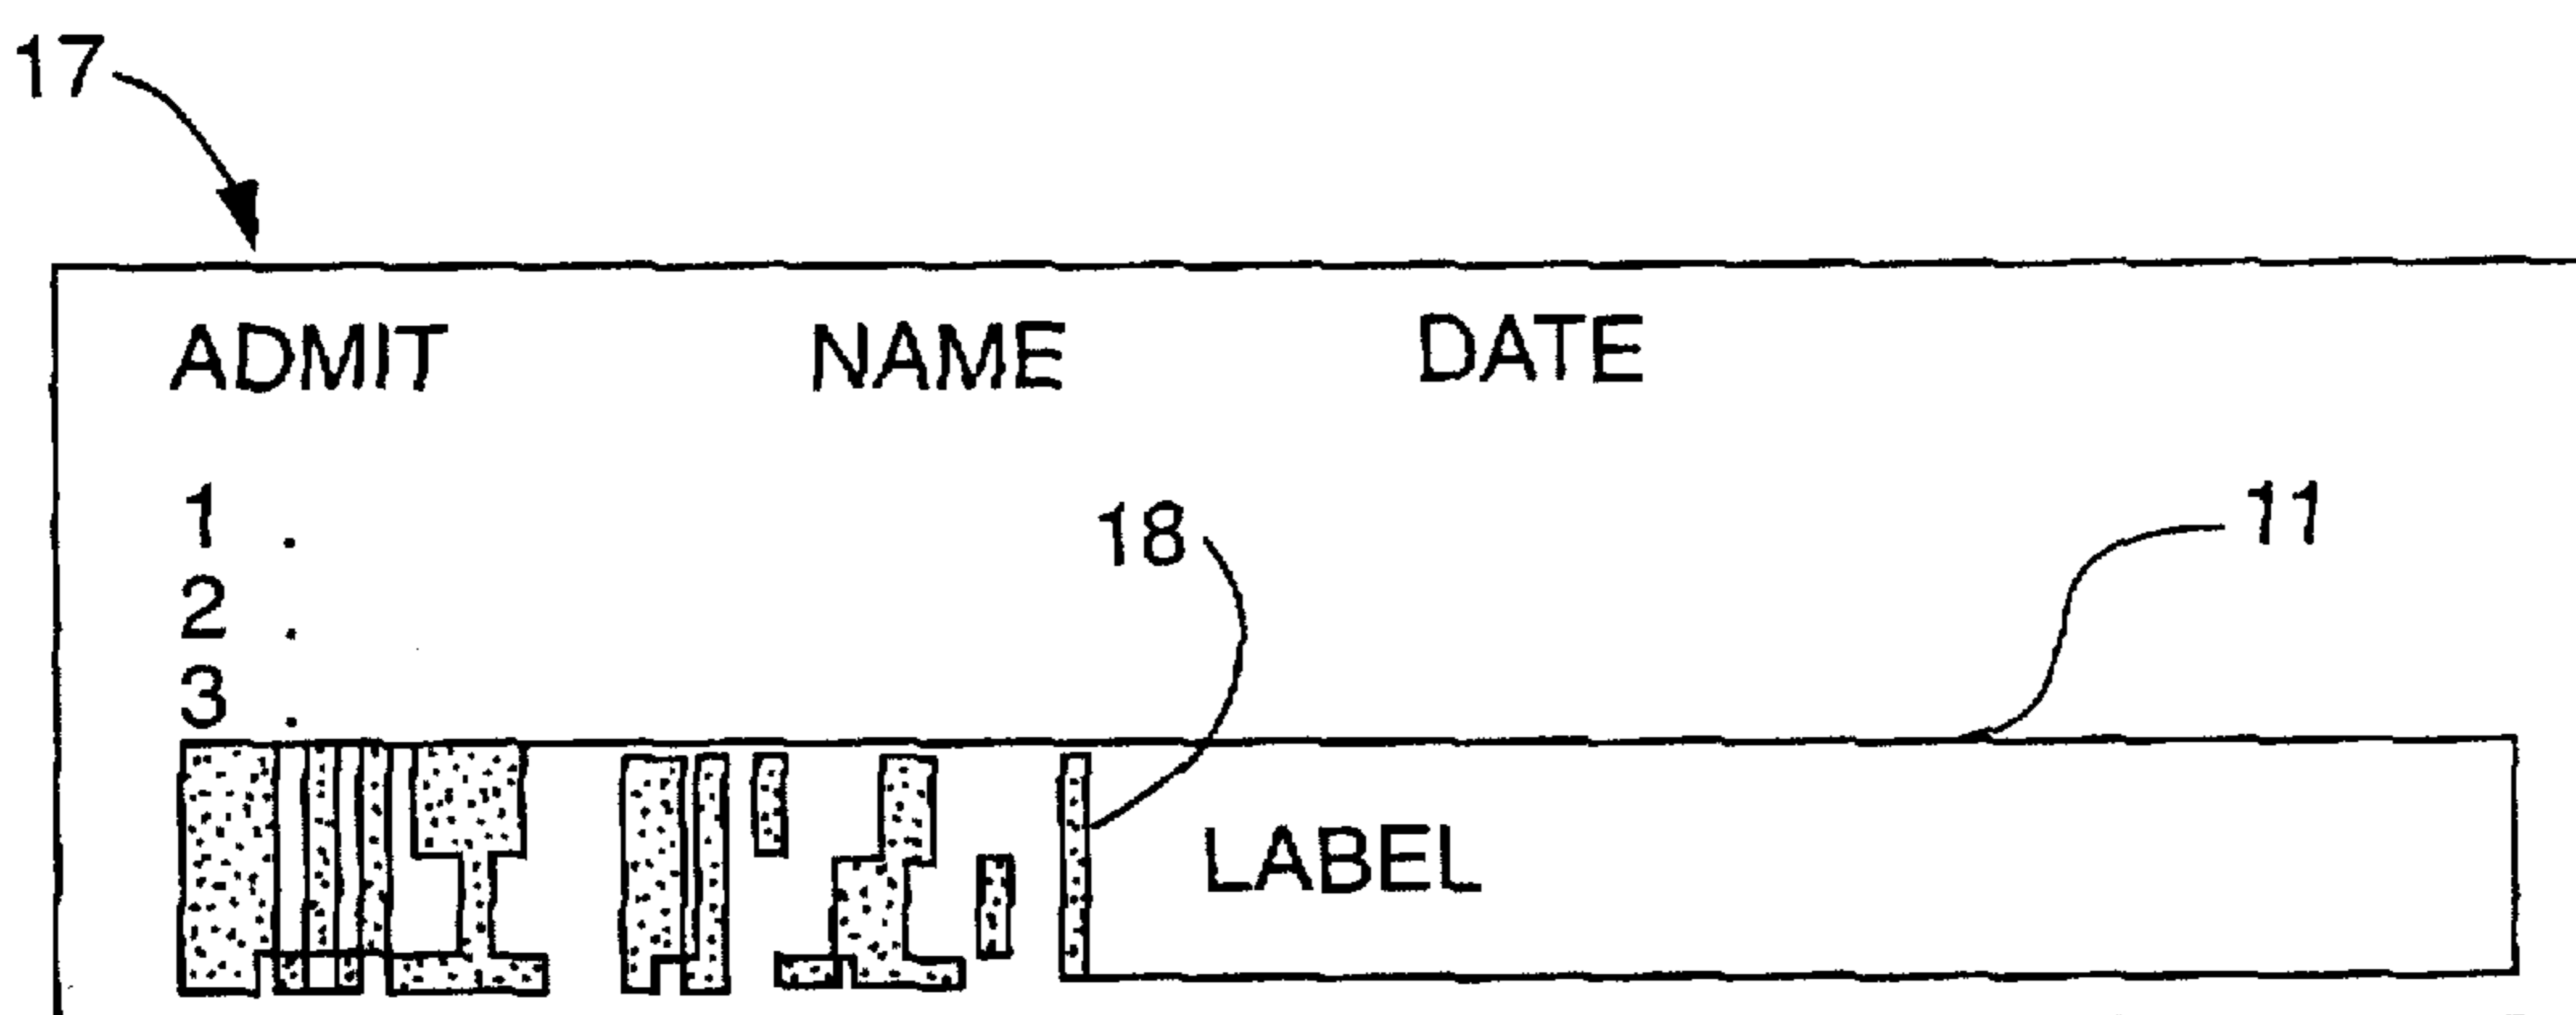 17
ADMIT NAME DATE
1 .
18 11
2 .
3 .
LABEL